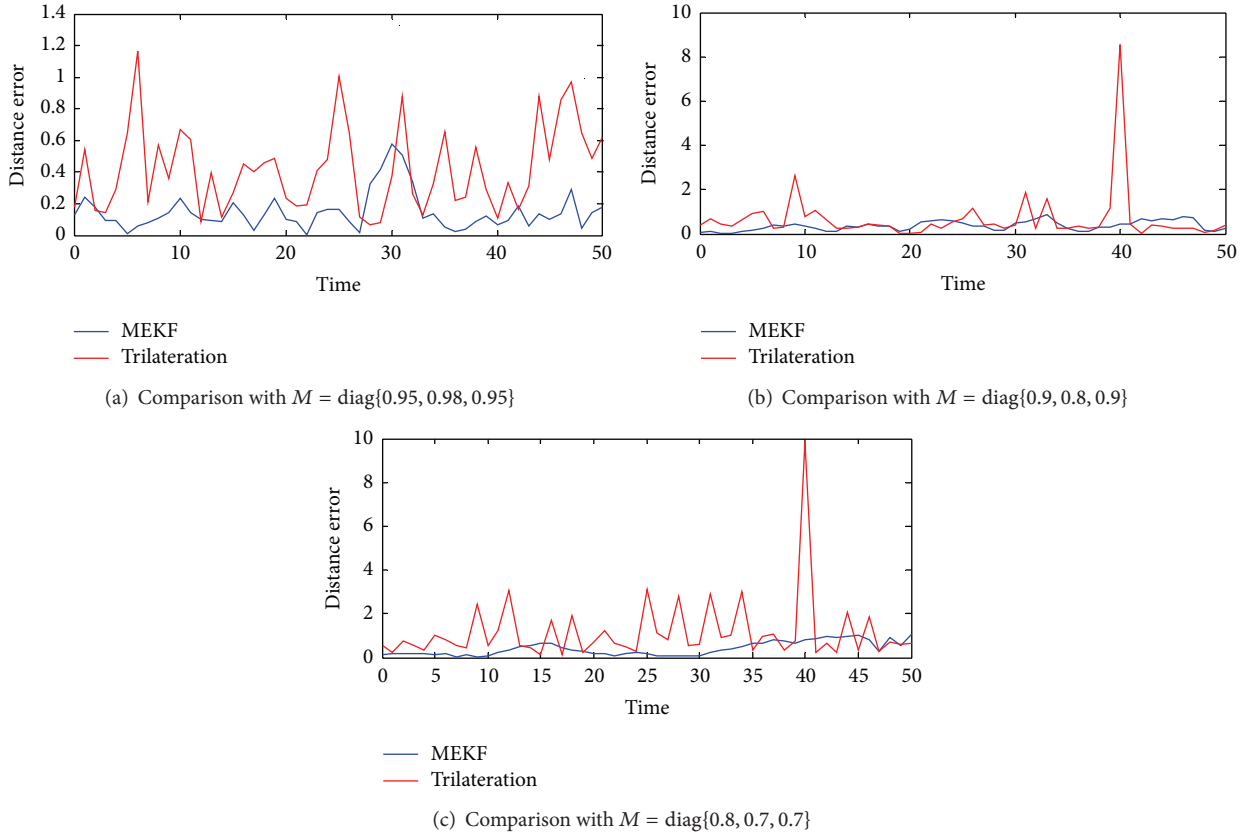 1.4
1.2
1
0.8
0.6
0.4
0.2
0
Distance error
0 10 20 30 40 50
Time
MEKF
Trilateration
(a) Comparison with M = diag{0.95, 0.98, 0.95}
10
8
6
4
2
0
Distance error
0 10 20 30 40 50
Time
MEKF
Trilateration
(b) Comparison with M = diag{0.9, 0.8, 0.9}
10
8
6
4
2
0
Distance error
0 5 10 15 20 25 30 35 40 45 50
Time
MEKF
Trilateration
(c) Comparison with M = diag{0.8, 0.7, 0.7}